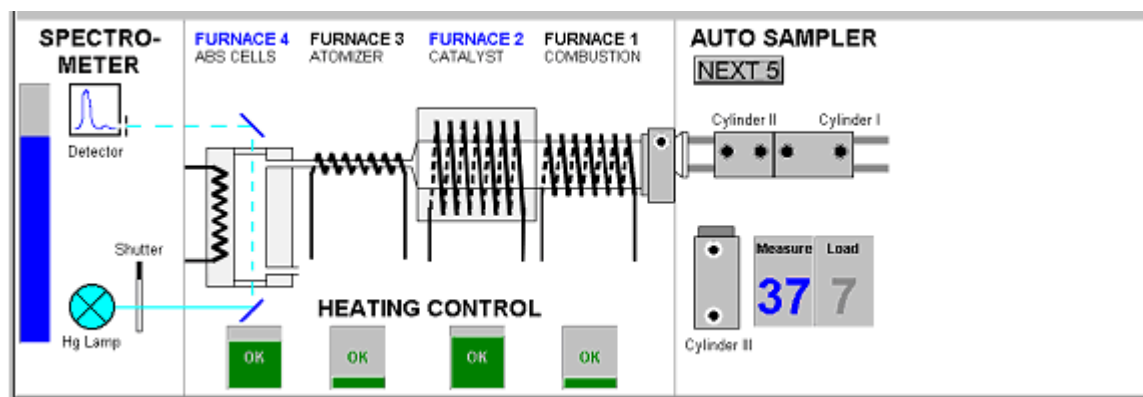 SPECTRO-
METER
Detector
Shutter
Hg Lamp
FURNACE 4
ABS CELLS
FURNACE 3
ATOMIZER
FURNACE 2
CATALYST
FURNACE 1
COMBUSTION
HEATING CONTROL
OK
OK
OK
OK
AUTO SAMPLER
NEXT 5
Cylinder II
Cylinder I
Measure
37
Load
7
Cylinder III